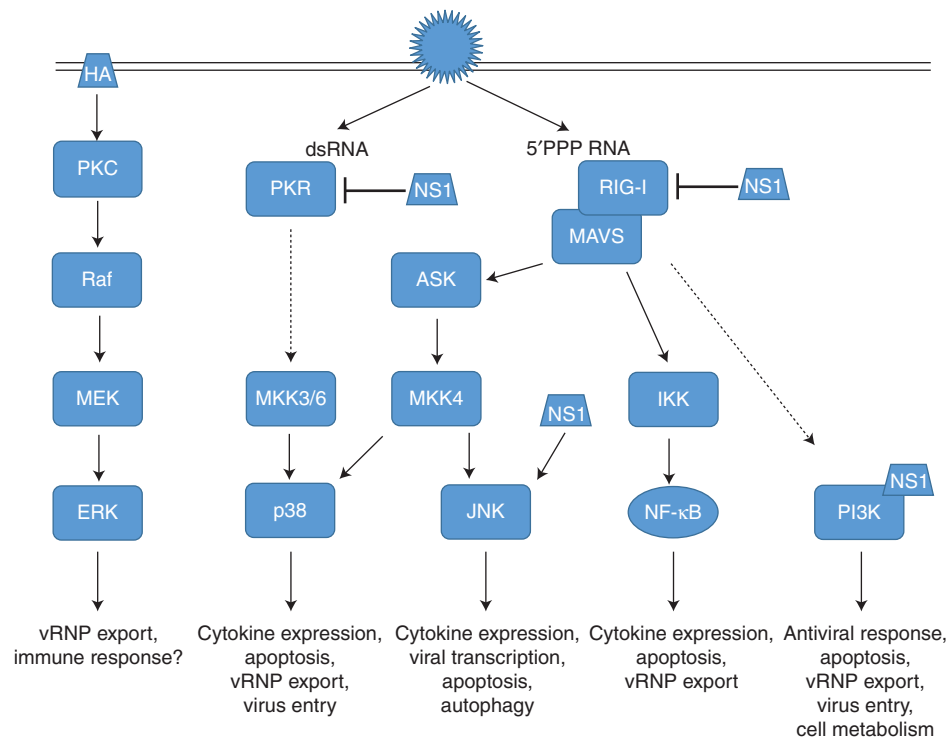 HA
dsRNA
5′PPP RNA
PKC
PKR
NS1
RIG-I
NS1
MAVS
Raf
ASK
MEK
MKK3/6
MKK4
NS1
IKK
NS1
ERK
p38
JNK
NF-κB
PI3K
vRNP export,
immune response?
Cytokine expression,
apoptosis,
vRNP export,
virus entry
Cytokine expression,
viral transcription,
apoptosis,
autophagy
Cytokine expression,
apoptosis,
vRNP export
Antiviral response,
apoptosis,
vRNP export,
virus entry,
cell metabolism